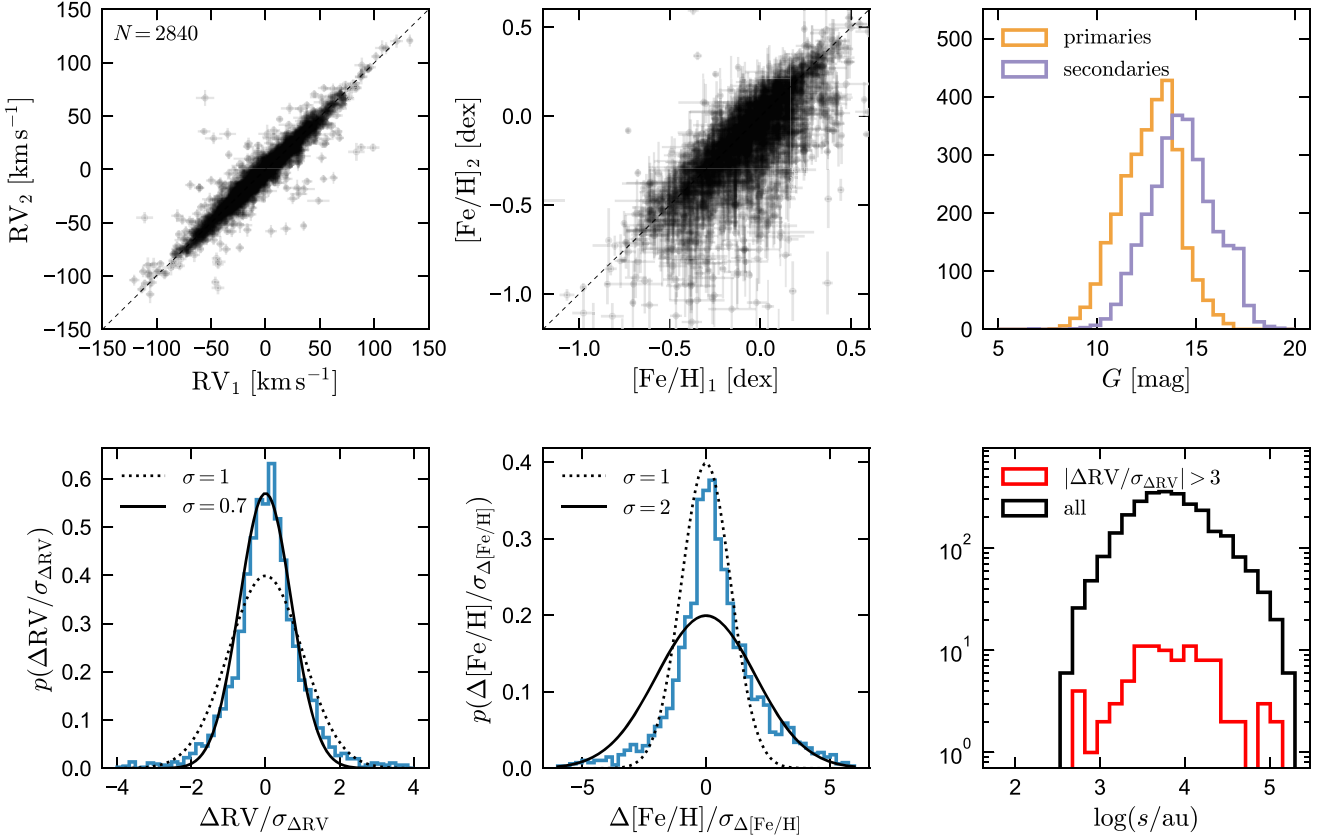 N = 2840
150
100
50
0
−50
−100
−150
−150 −100 −50 0 50 100 150
RV₂ [km s⁻¹]
RV₁ [km s⁻¹]
0.5
0.0
−0.5
−1.0
−1.0 −0.5 0.0 0.5
[Fe/H]₂ [dex]
[Fe/H]₁ [dex]
primaries
secondaries
500
400
300
200
100
0
5 10 15 20
G [mag]
σ = 1
σ = 0.7
0.6
0.5
0.4
0.3
0.2
0.1
0.0
−4 −2 0 2 4
p(ΔRV/σ_ΔRV)
ΔRV/σ_ΔRV
σ = 1
σ = 2
0.4
0.3
0.2
0.1
0.0
−5 0 5
p(Δ[Fe/H]/σ_Δ[Fe/H])
Δ[Fe/H]/σ_Δ[Fe/H]
|ΔRV/σ_ΔRV| > 3
all
10²
10¹
10⁰
2 3 4 5
log(s/au)